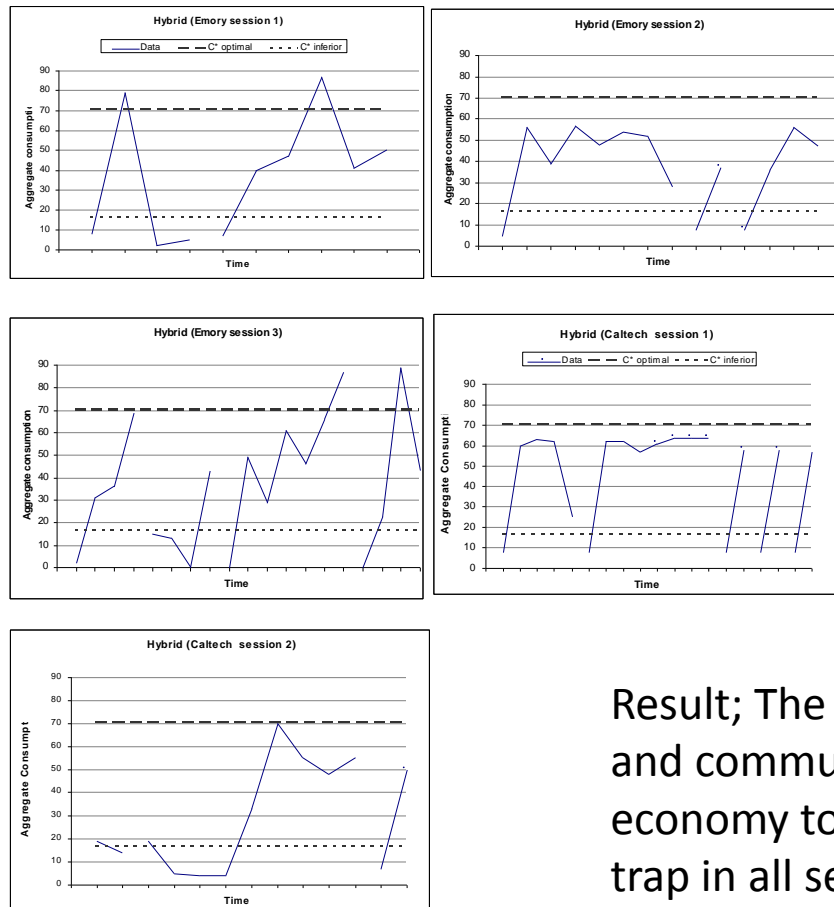 Hybrid (Emory session 1)
Data C* optimal C* inferior
Aggregate consumpti
90
80
70
60
50
40
30
20
10
0
Time
Hybrid (Emory session 2)
Aggregate consumption
90
80
70
60
50
40
30
20
10
0
Time
Hybrid (Emory session 3)
Aggregate consumption
90
80
70
60
50
40
30
20
10
0
Time
Hybrid (Caltech session 1)
Data C* optimal C* inferior
Aggregate Consumpti
90
80
70
60
50
40
30
20
10
0
Time
Hybrid (Caltech session 2)
Aggregate Consumpt
90
80
70
60
50
40
30
20
10
0
Time
Result; The
and commu
economy to
trap in all se